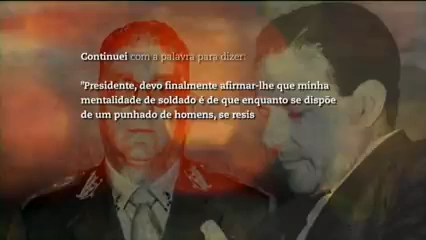 Continuei com a palavra para dizer:
"Presidente, devo finalmente afirmar-lhe que minha
mentalidade de soldado é de que enquanto se dispõe
de um punhado de homens, se resis